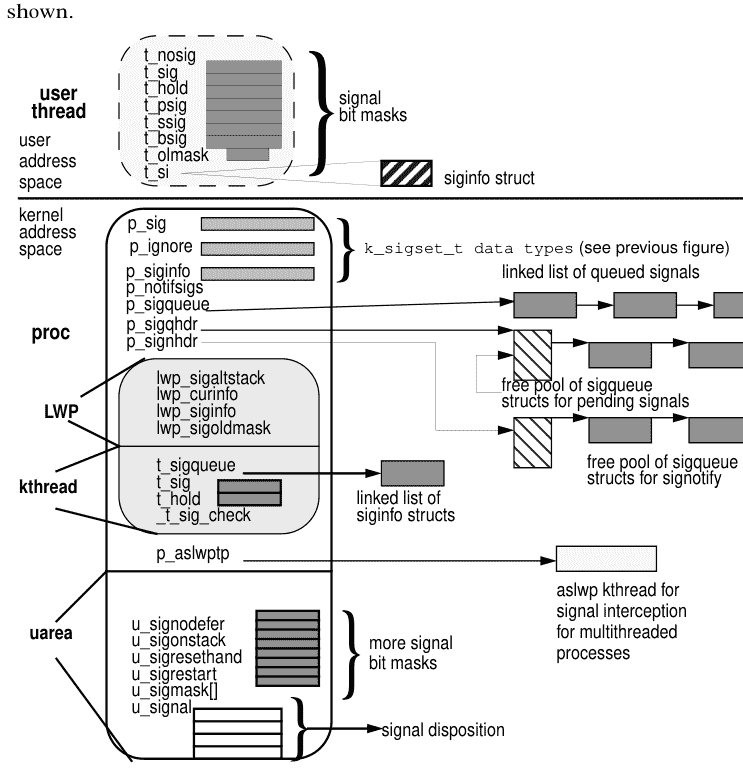 shown.
user
thread
user
address
space
t_nosig
t_sig
t_hold
t_psig
t_ssig
t_bsig
t_olmask
t_si
signal
bit masks
siginfo struct
kernel
address
space
proc
p_sig
p_ignore
p_siginfo
p_notifsigs
p_sigqueue
p_sigqhdr
p_signhdr
k_sigset_t data types (see previous figure)
linked list of queued signals
free pool of sigqueue
structs for pending signals
free pool of sigqueue
structs for signotify
LWP
lwp_sigaltstack
lwp_curinfo
lwp_siginfo
lwp_sigoldmask
kthread
t_sigqueue
t_sig
t_hold
_t_sig_check
linked list of
siginfo structs
p_aslwptp
aslwp kthread for
signal interception
for multithreaded
processes
uarea
u_signodefer
u_sigonstack
u_sigresethand
u_sigrestart
u_sigmask[]
u_signal
more signal
bit masks
signal disposition